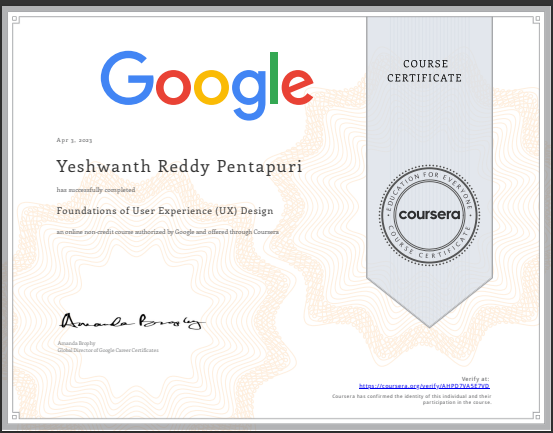 Google
COURSE
CERTIFICATE
Apr 3, 2023
Yeshwanth Reddy Pentapuri
has successfully completed
Foundations of User Experience (UX) Design
an online non-credit course authorized by Google and offered through Coursera
EDUCATION FOR EVERYONE
coursera
COURSE CERTIFICATE
Amanda Brophy
Amanda Brophy
Global Director of Google Career Certificates
Verify at:
https://coursera.org/verify/AHPD7VASE7VD
Coursera has confirmed the identity of this individual and their
participation in the course.